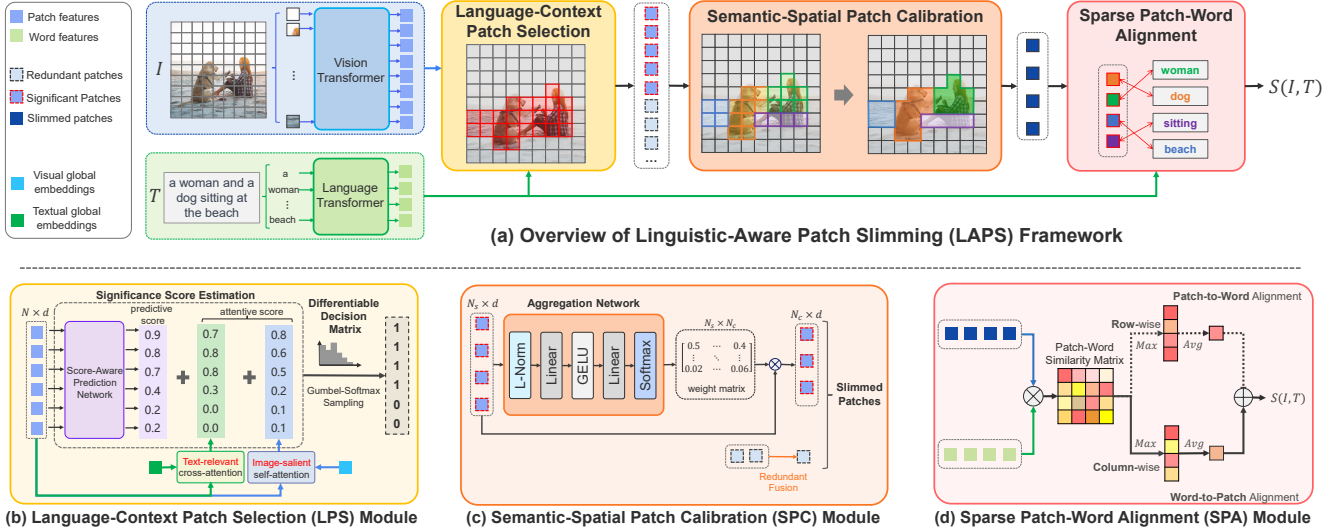 Patch features
Word features
Redundant patches
Significant Patches
Slimmed patches
Visual global
embeddings
Textual global
embeddings
I
⋮
Vision
Transformer
T
a woman and a
dog sitting at
the beach
a
woman
⋮
beach
Language
Transformer
Language-Context
Patch Selection
...
Semantic-Spatial Patch Calibration
Sparse Patch-Word
Alignment
woman
dog
sitting
beach
S(I,T)
(a) Overview of Linguistic-Aware Patch Slimming (LAPS) Framework
Significance Score Estimation
N × d
Score-Aware
Prediction
Network
predictive
score
0.9
0.8
0.7
0.4
0.2
0.2
+
attentive score
0.7
0.8
0.8
0.3
0.0
0.0
+
0.8
0.6
0.5
0.2
0.1
0.1
Differentiable
Decision
Matrix
Gumbel-Softmax
Sampling
1
1
1
1
0
0
Text-relevant
cross-attention
Image-salient
self-attention
(b) Language-Context Patch Selection (LPS) Module
N_s × d
Aggregation Network
L-Norm
Linear
GELU
Linear
Softmax
N_s × N_c
0.5 ⋯ 0.4
⋮ ⋱ ⋮
0.02 ⋯ 0.06
weight matrix
N_c × d
Slimmed
Patches
Redundant
Fusion
(c) Semantic-Spatial Patch Calibration (SPC) Module
Patch-to-Word Alignment
Row-wise
Max
Avg
Patch-Word
Similarity Matrix
S(I,T)
Max
Avg
Column-wise
Word-to-Patch Alignment
(d) Sparse Patch-Word Alignment (SPA) Module